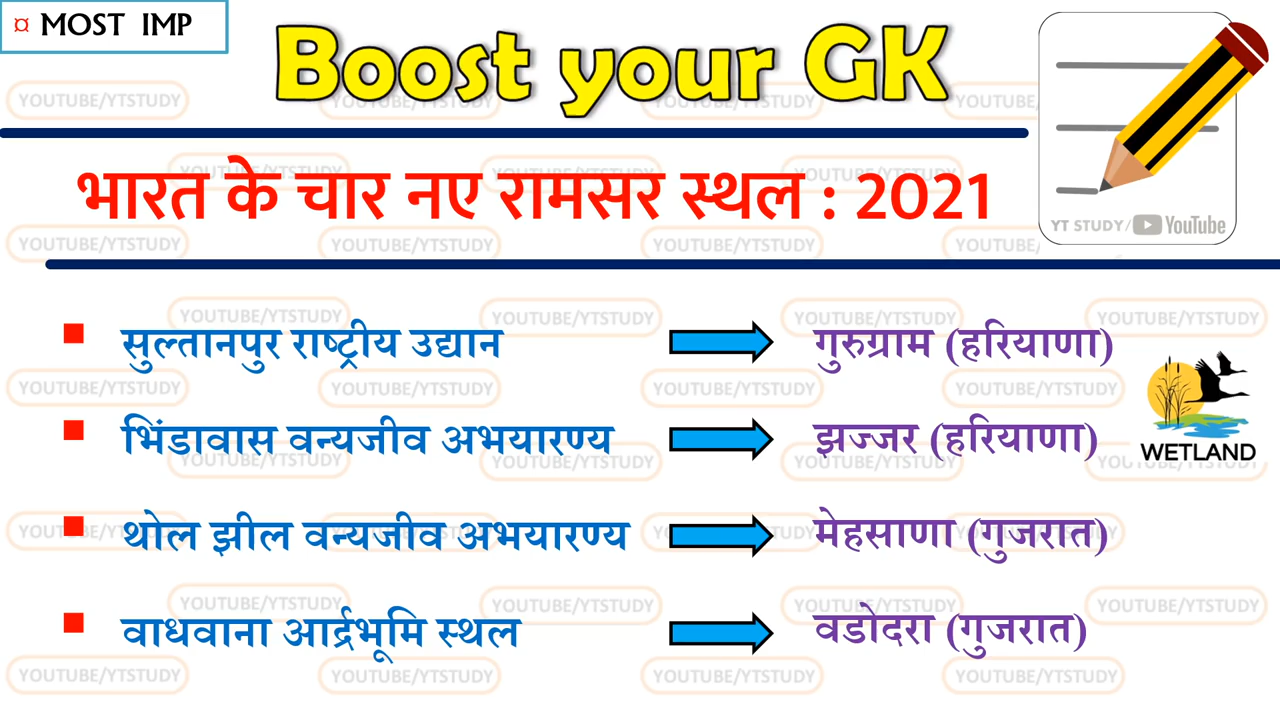 ¤ MOST IMP
Boost your GK
YT STUDY/ YouTube
भारत के चार नए रामसर स्थल : 2021
सुल्तानपुर राष्ट्रीय उद्यान गुरुग्राम (हरियाणा)
भिंडावास वन्यजीव अभयारण्य झज्जर (हरियाणा)
WETLAND
थोल झील वन्यजीव अभयारण्य मेहसाणा (गुजरात)
वाधवाना आर्द्रभूमि स्थल वडोदरा (गुजरात)
YOUTUBE/YTSTUDY